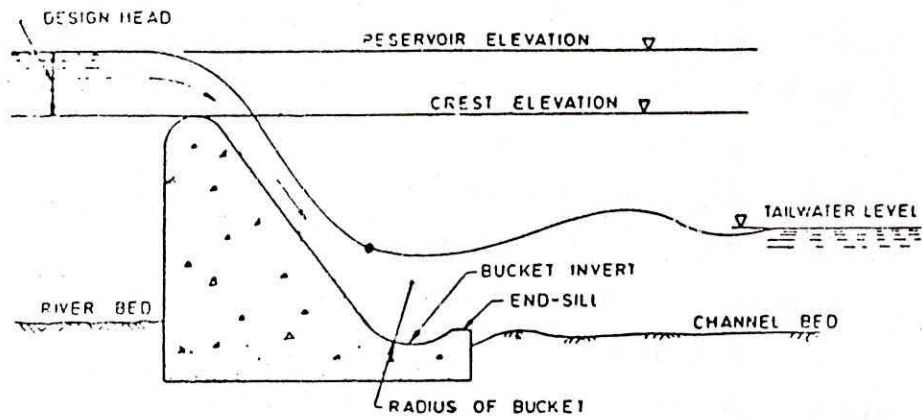 DESIGN HEAD
RESERVOIR ELEVATION
CREST ELEVATION
TAILWATER LEVEL
BUCKET INVERT
END-SILL
RIVER BED
CHANNEL BED
RADIUS OF BUCKET